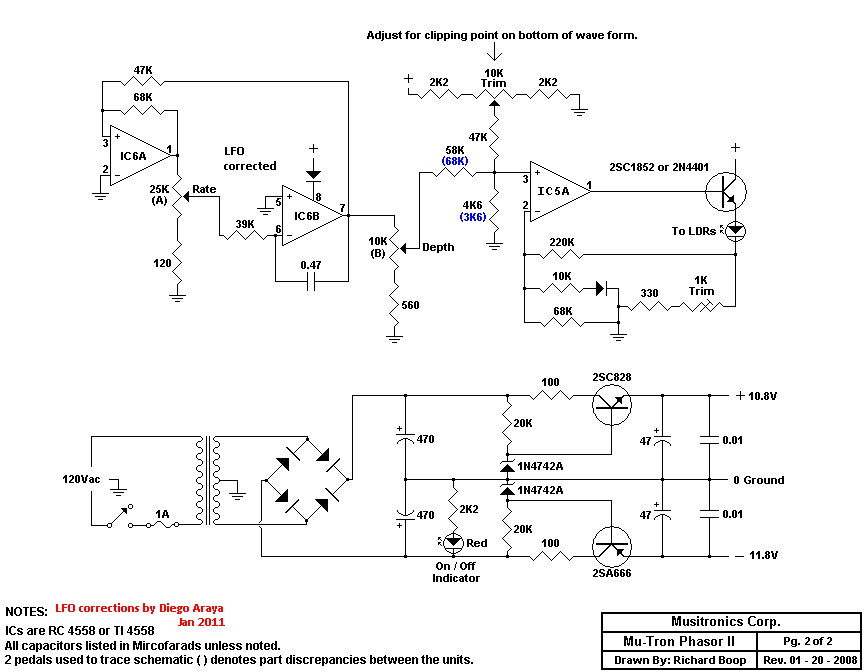 Adjust for clipping point on bottom of wave form.
+
2K2
10K
Trim
2K2
47K
68K
3
+
IC6A
1
2
−
LFO
corrected
+
25K
(A)
Rate
120
39K
5
+
8
IC6B
7
6
−
0.47
10K
(B)
Depth
560
47K
58K
(68K)
4K6
(3K6)
3
+
IC5A
1
2
−
2SC1852 or 2N4401
+
To LDRs
220K
10K
68K
330
1K
Trim
120Vac
1A
+
470
470
+
2K2
Red
On / Off
Indicator
100
2SC828
20K
1N4742A
1N4742A
20K
100
2SA666
+
47
0.01
+
47
0.01
+ 10.8V
0 Ground
− 11.8V
NOTES:
LFO corrections by Diego Araya
Jan 2011
ICs are RC 4558 or TI 4558
All capacitors listed in Mircofarads unless noted.
2 pedals used to trace schematic ( ) denotes part discrepancies between the units.
Musitronics Corp.
Mu-Tron Phasor II
Pg. 2 of 2
Drawn By: Richard Bopp
Rev. 01 - 20 - 2008